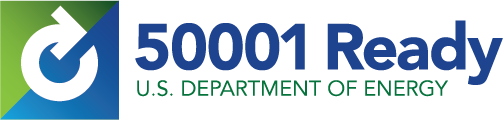 50001 Ready
U.S. DEPARTMENT OF ENERGY